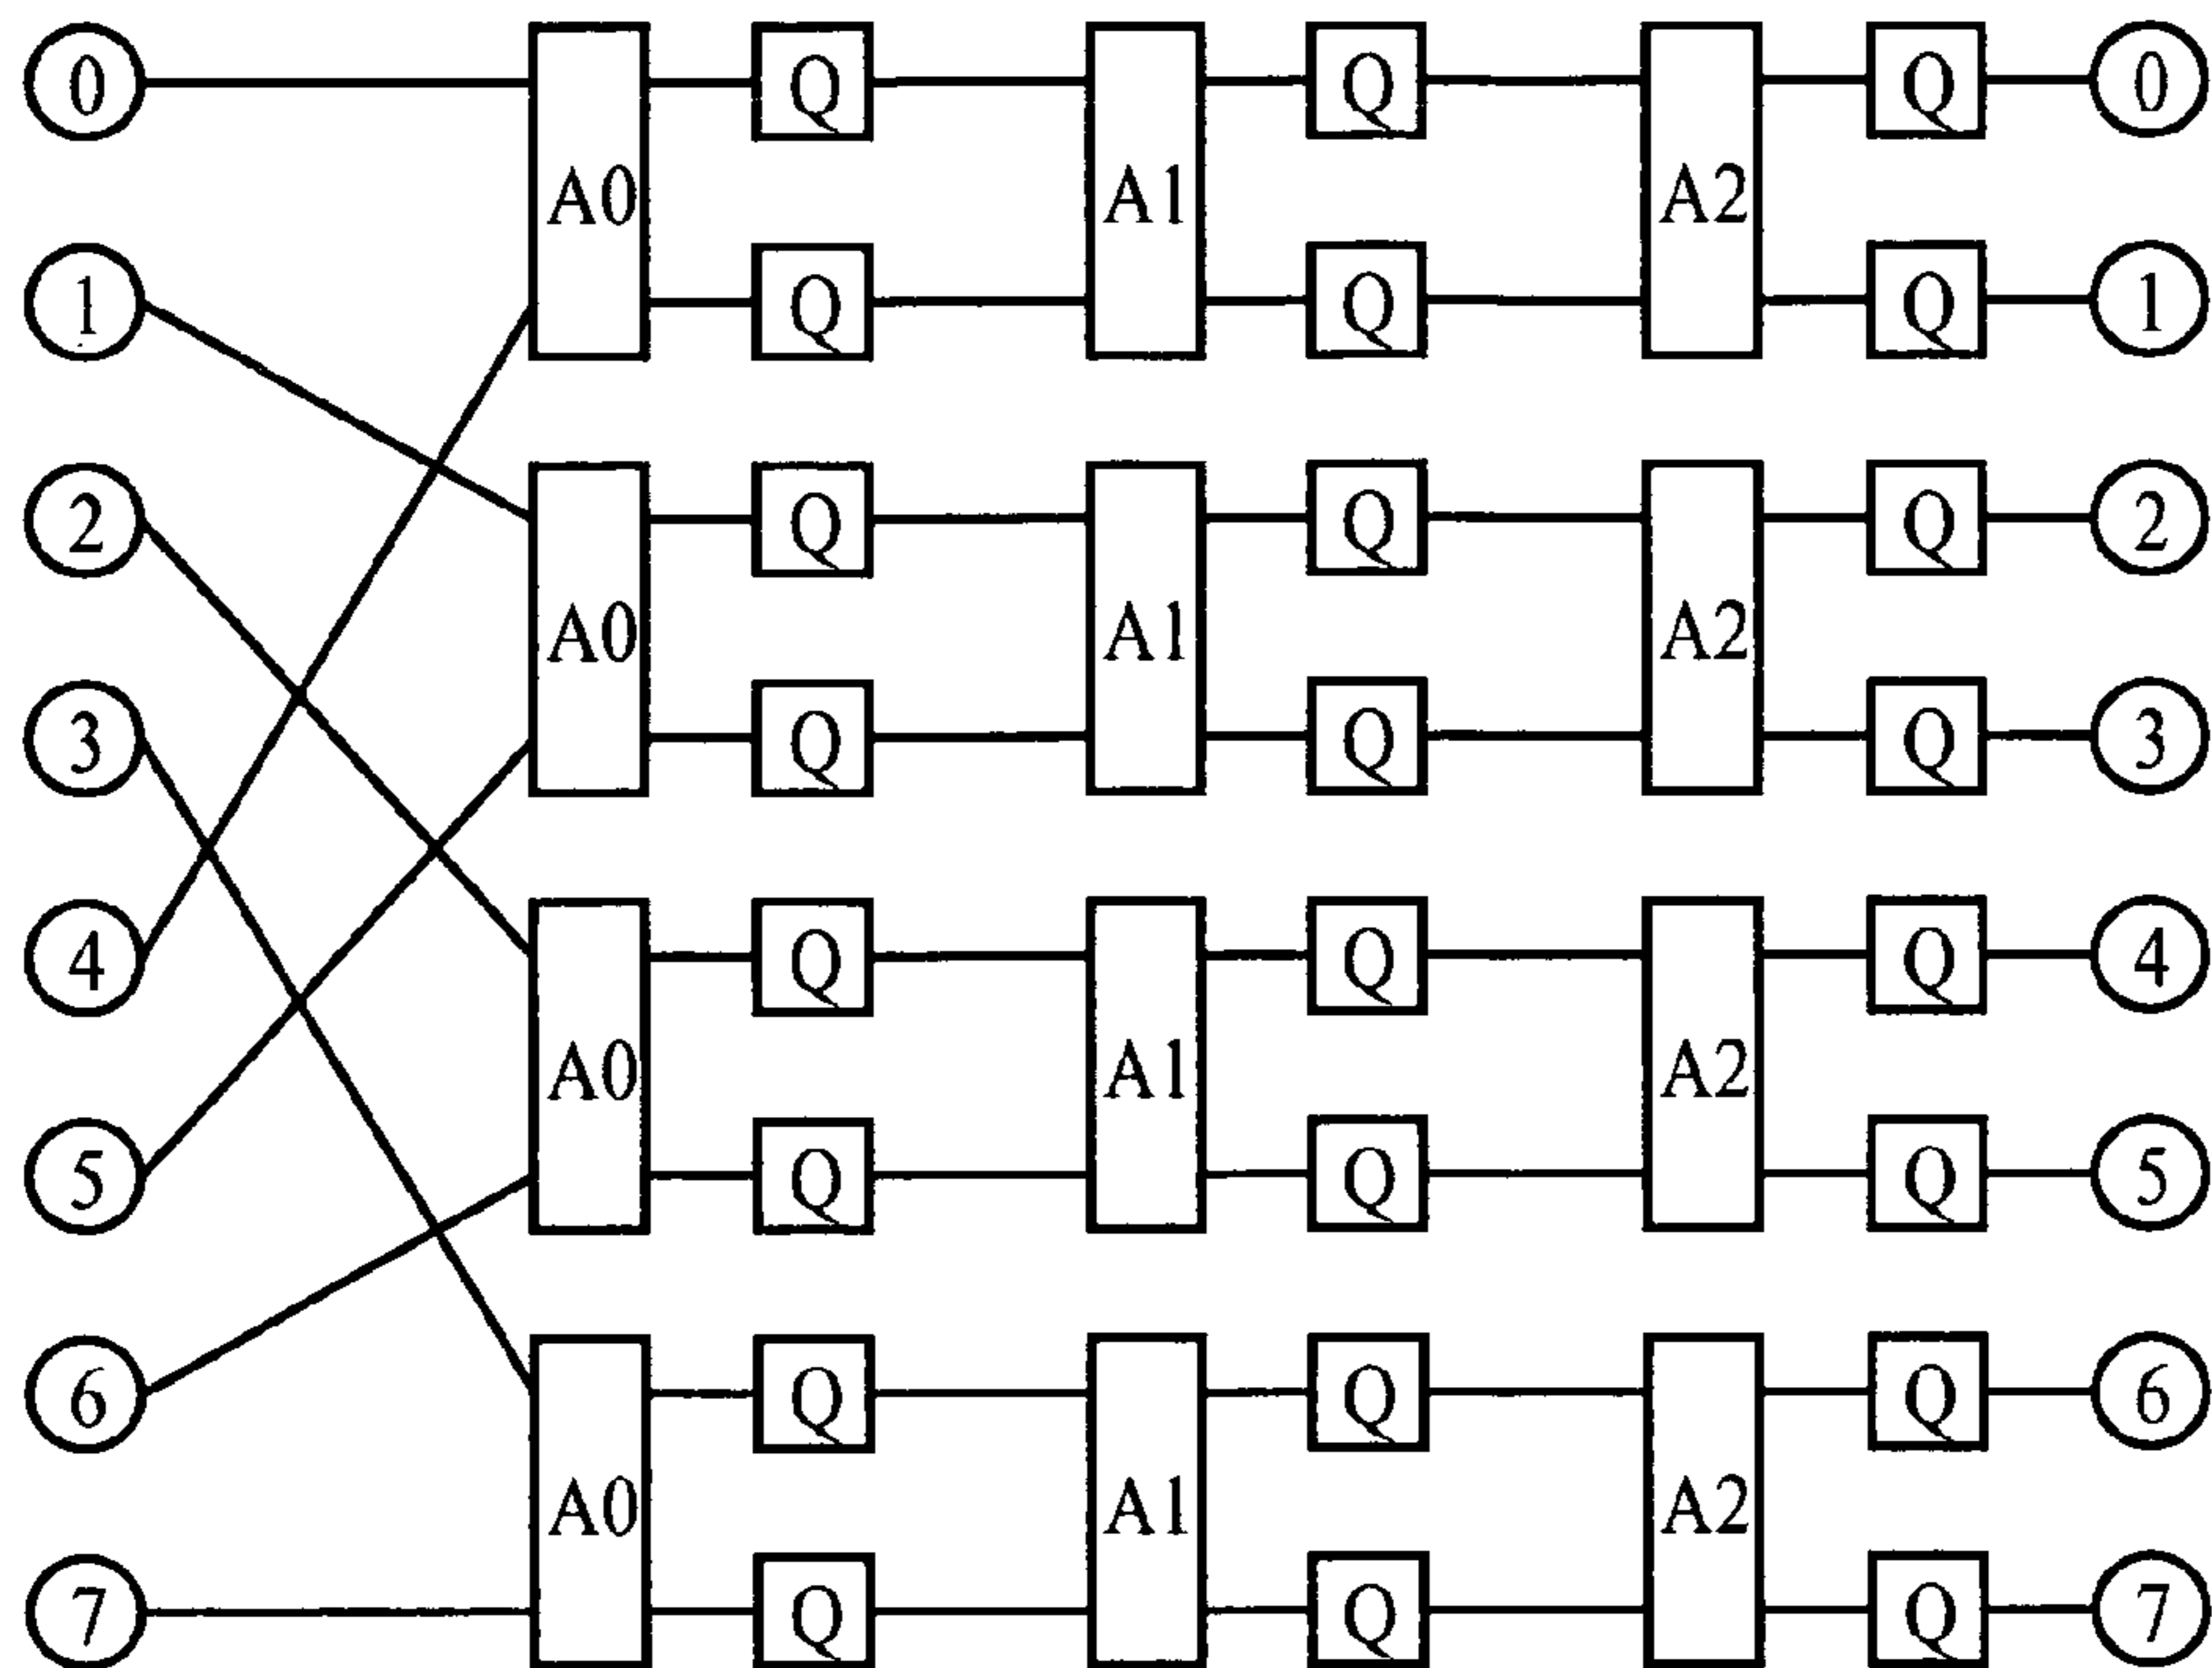 0 Q Q Q 0
A0 A1 A2
1 Q Q Q 1
2 Q Q Q 2
A0 A1 A2
3 Q Q Q 3
4 Q Q Q 4
A0 A1 A2
5 Q Q Q 5
6 Q Q Q 6
A0 A1 A2
7 Q Q Q 7